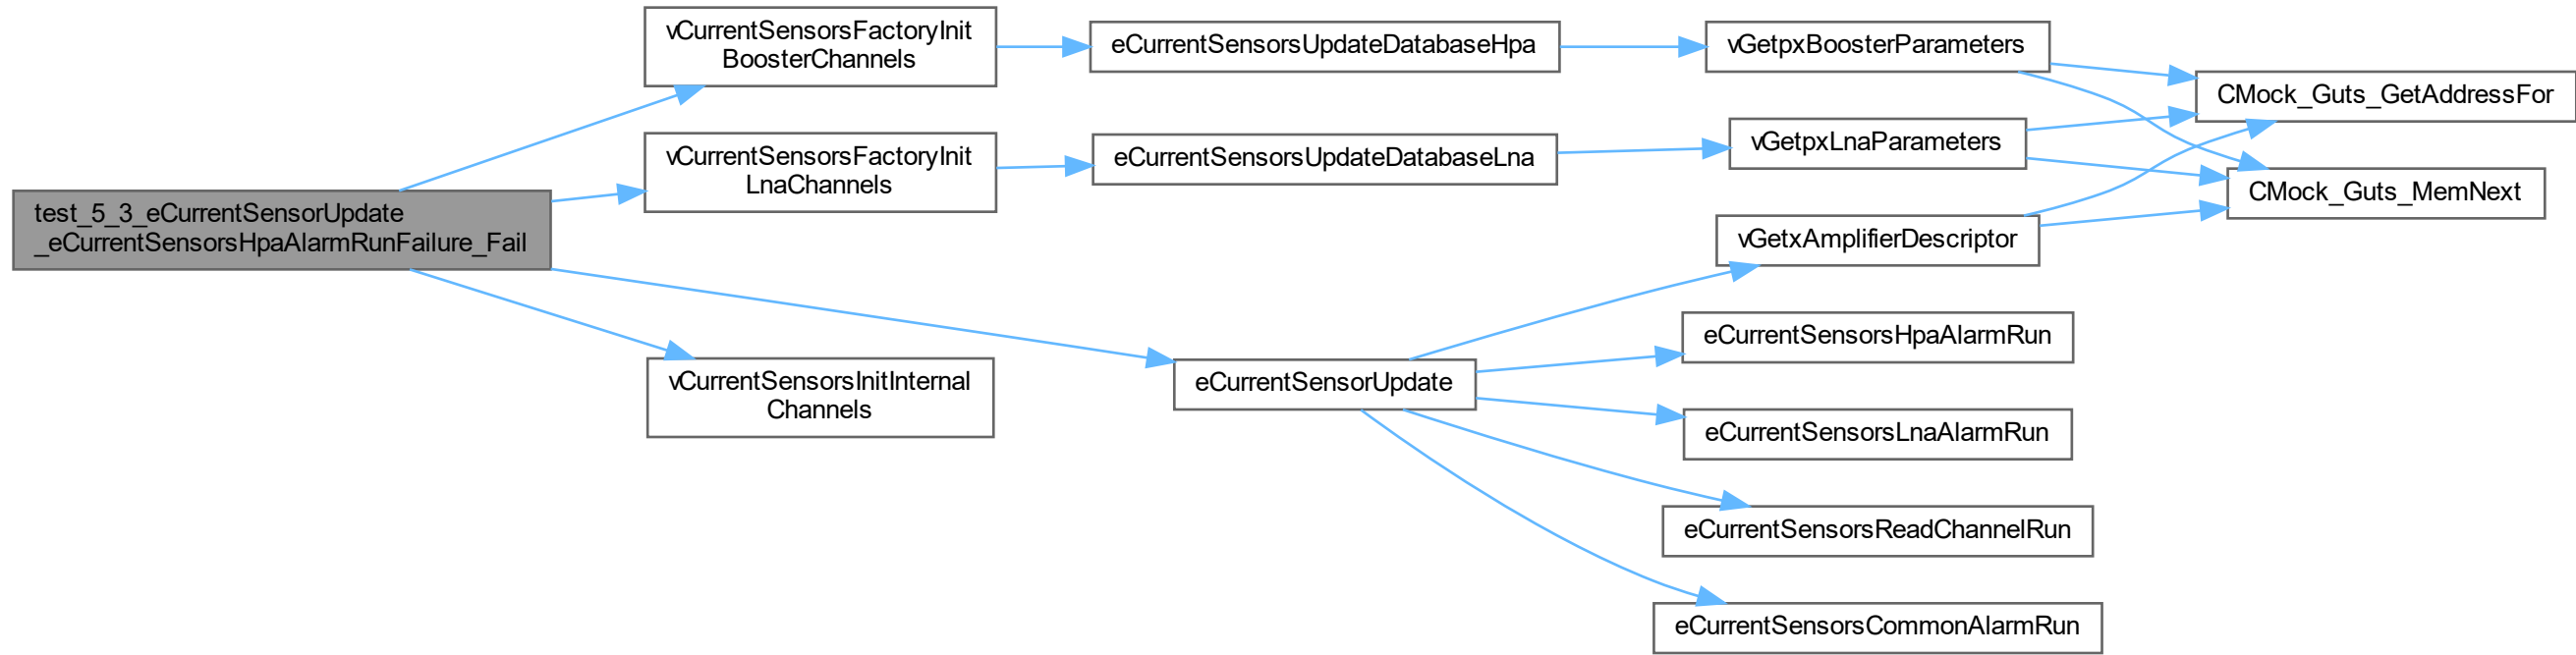 test_5_3_eCurrentSensorUpdate
_eCurrentSensorsHpaAlarmRunFailure_Fail
vCurrentSensorsFactoryInit
BoosterChannels
eCurrentSensorsUpdateDatabaseHpa
vGetpxBoosterParameters
CMock_Guts_GetAddressFor
CMock_Guts_MemNext
vCurrentSensorsFactoryInit
LnaChannels
eCurrentSensorsUpdateDatabaseLna
vGetpxLnaParameters
vCurrentSensorsInitInternal
Channels
eCurrentSensorUpdate
vGetxAmplifierDescriptor
eCurrentSensorsHpaAlarmRun
eCurrentSensorsLnaAlarmRun
eCurrentSensorsReadChannelRun
eCurrentSensorsCommonAlarmRun